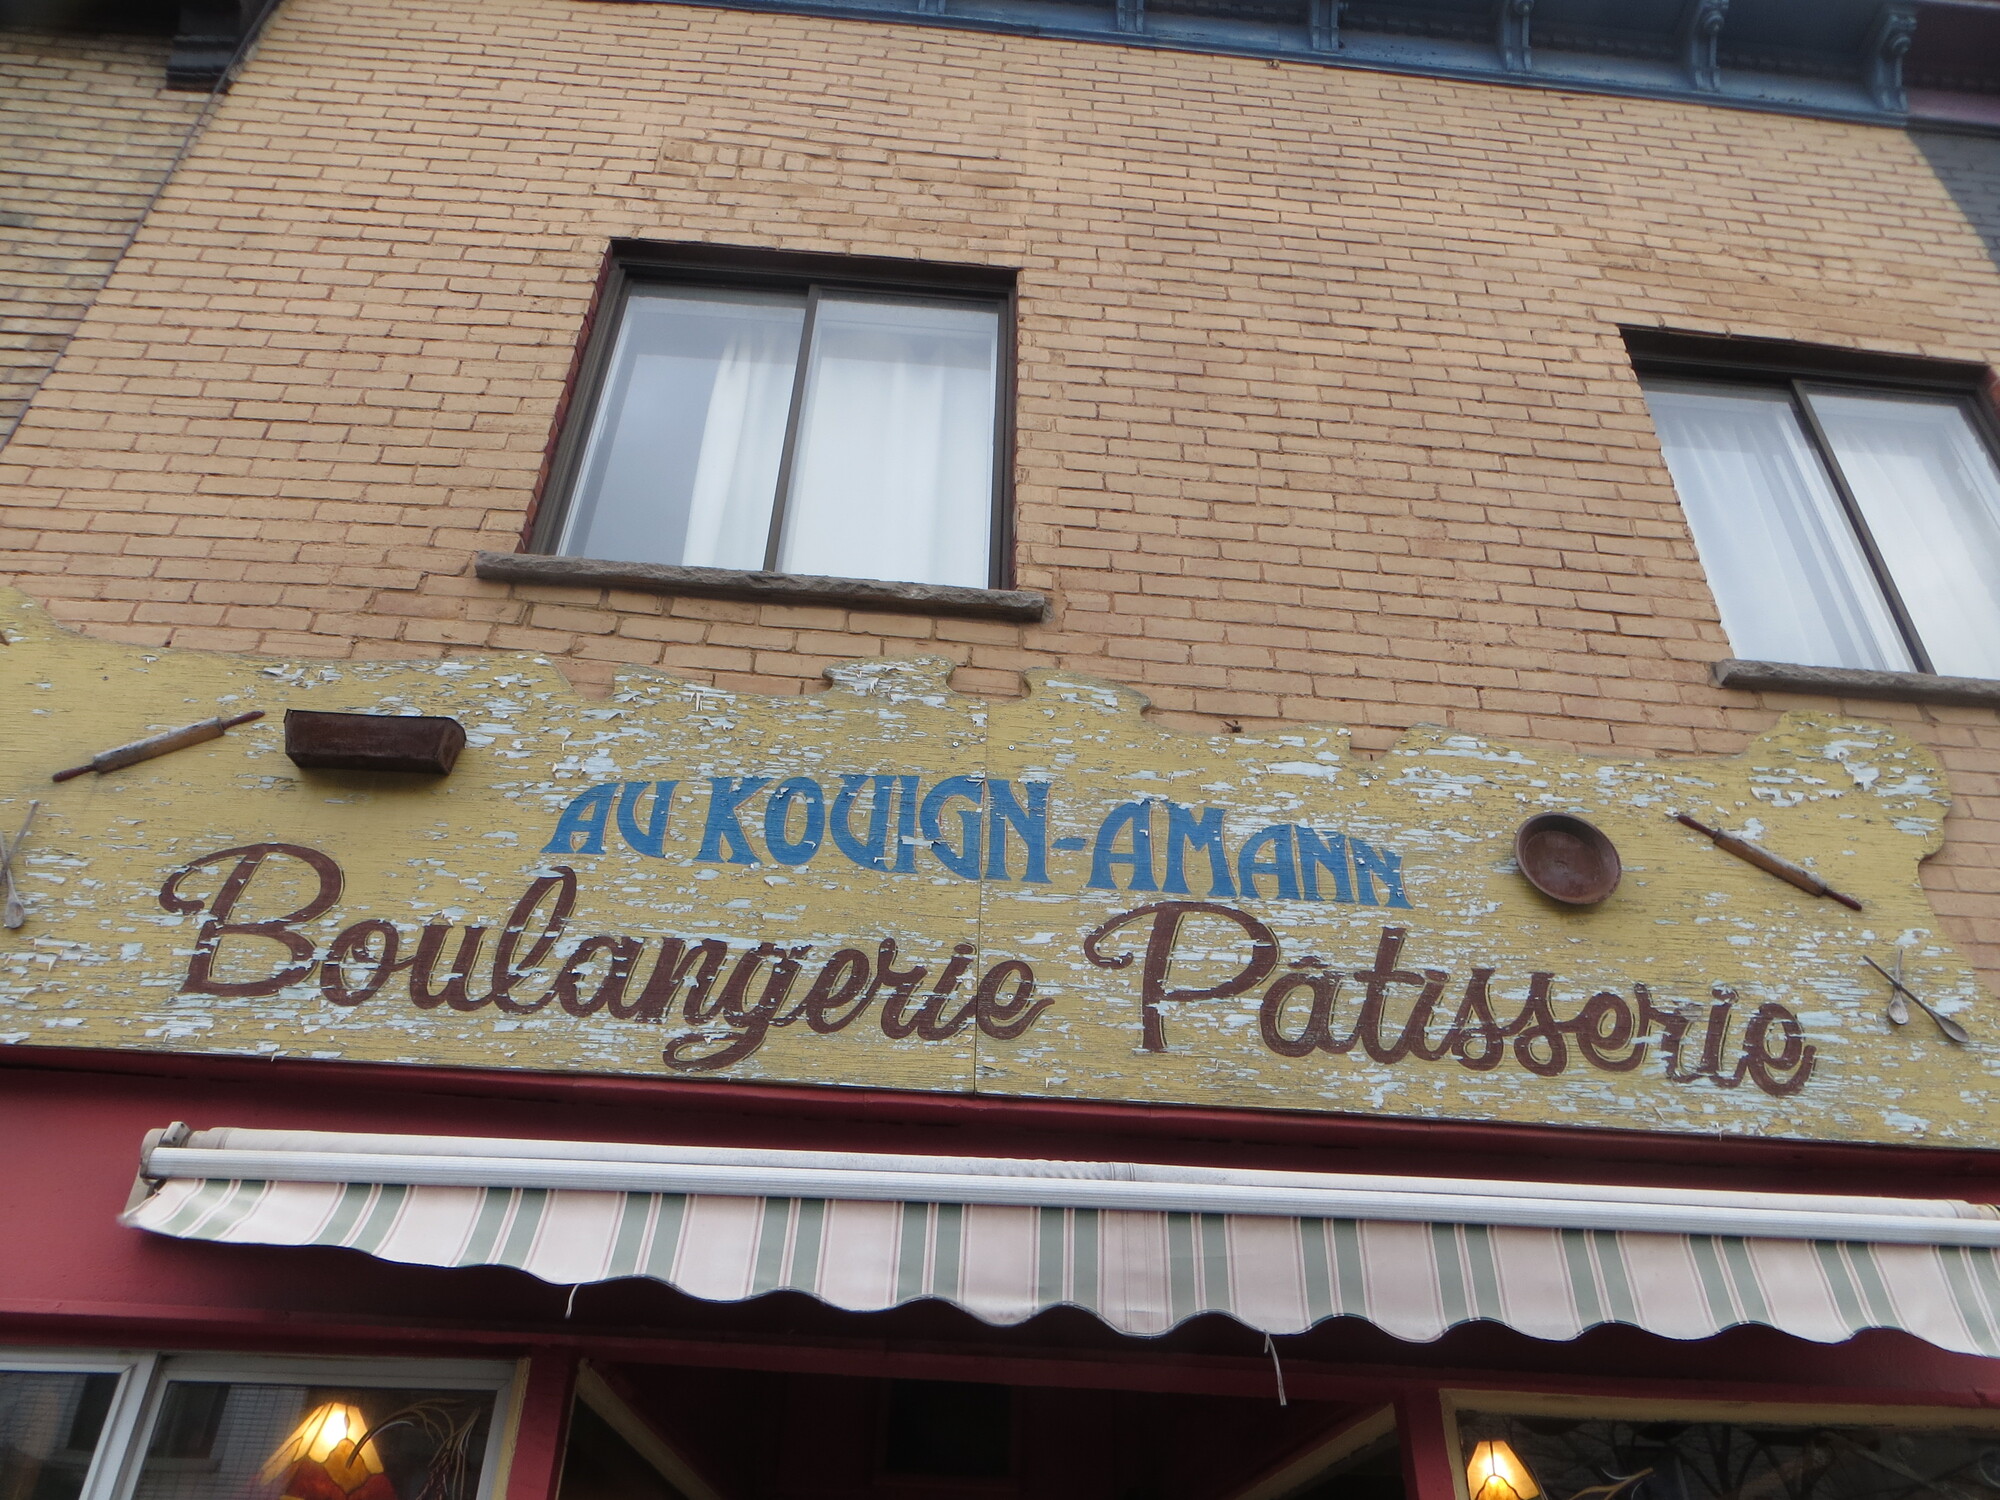 AU KOUIGN-AMANN
Boulangerie Pâtisserie